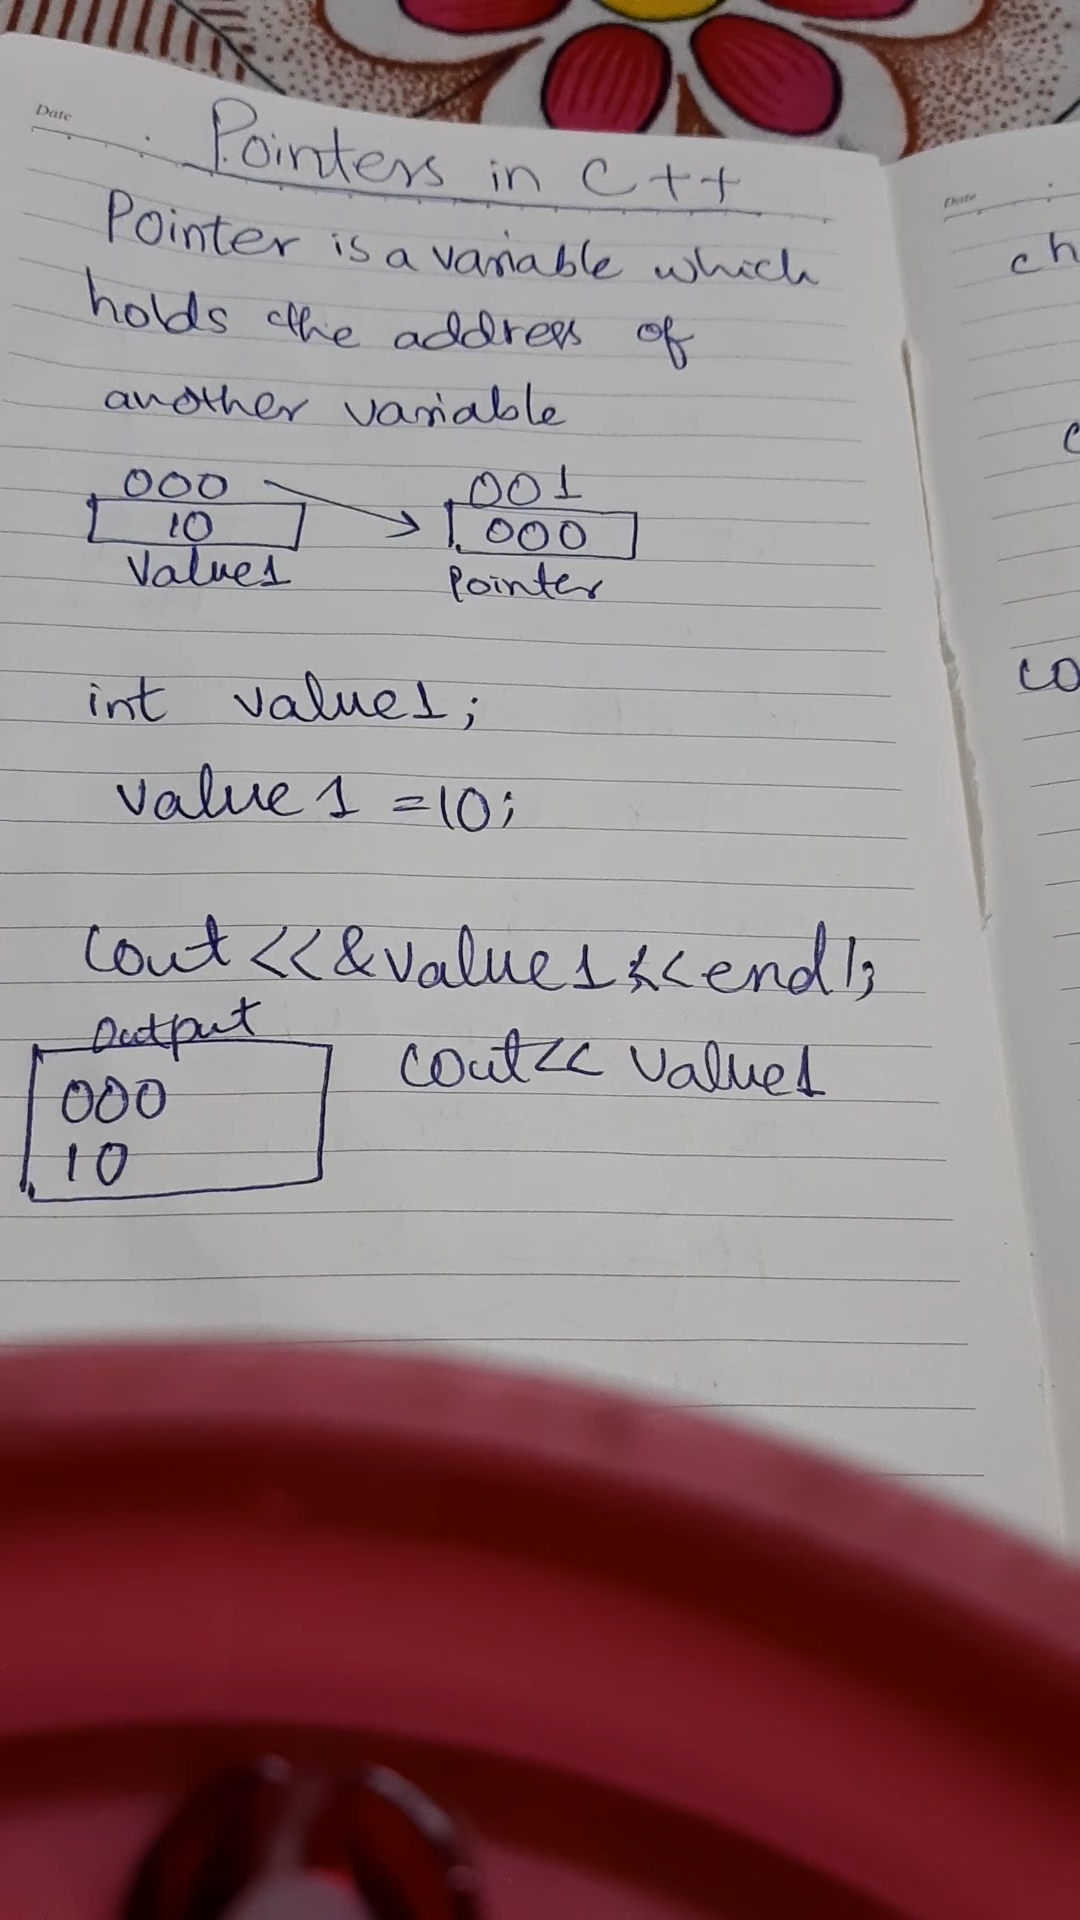 Date
Pointers in C++
Pointer is a variable which
holds the address of
another variable
000 001
10 000
Value1 Pointer
int value1;
value1 =10;
cout<<&value1<<endl;
Output
000
10
cout<< value1
Date
ch
co